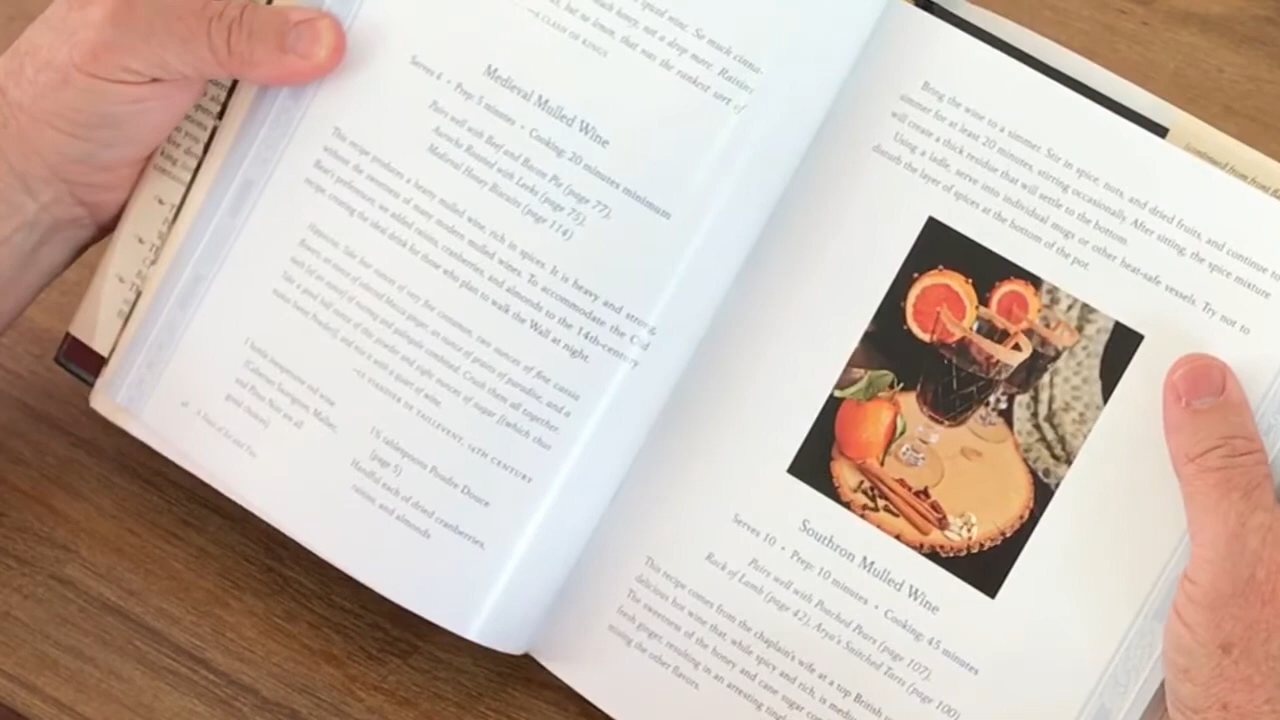 spiced wine. So much cinna-
much honey, not a drop more. Raisins
but no lemon, that was the rankest sort of
—A CLASH OF KINGS
Medieval Mulled Wine
Serves 6 • Prep: 5 minutes • Cooking: 20 minutes minimum
Pairs well with Beef and Bacon Pie (page 77),
Aurochs Roasted with Leeks (page 75),
Medieval Honey Biscuits (page 114)
This recipe produces a hearty mulled wine, rich in spices. It is heavy and strong,
without the sweetness of many modern mulled wines. To accommodate the Old
Bear's preferences, we added raisins, cranberries, and almonds to the 14th-century
recipe, creating the ideal drink for those who plan to walk the Wall at night.
Hypocras. Take four ounces of very fine cinnamon, two ounces of fine cassia
flowers, an ounce of selected Mecca ginger, an ounce of grains of paradise, and a
sixth [of an ounce] of nutmeg and galingale combined. Crush them all together.
Take a good half ounce of this powder and eight ounces of sugar [(which thus
makes Sweet Powder)], and mix it with a quart of wine.
—LE VIANDIER DE TAILLEVENT, 14TH CENTURY
1 bottle inexpensive red wine
(Cabernet Sauvignon, Malbec,
and Pinot Noir are all
good choices)
1½ tablespoons Poudre Douce
(page 5)
Handful each of dried cranberries,
raisins, and almonds
A Feast of Ice and Fire
(continued from front
Bring the wine to a simmer. Stir in spice, nuts, and dried fruits, and continue to
simmer for at least 20 minutes, stirring occasionally. After sitting, the spice mixture
will create a thick residue that will settle to the bottom.
Using a ladle, serve into individual mugs or other heat-safe vessels. Try not to
disturb the layer of spices at the bottom of the pot.
Southron Mulled Wine
Serves 10 • Prep: 10 minutes • Cooking: 45 minutes
Pairs well with Poached Pears (page 107),
Rack of Lamb (page 42), Arya's Snitched Tarts (page 100)
This recipe comes from the chaplain's wife at a top British
delicious hot wine that, while spicy and rich, is
The sweetness of the honey and cane sugar
fresh ginger, resulting in an arresting
mising the other flavors.